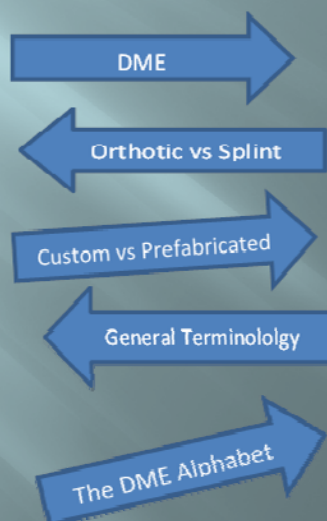 DME
Orthotic vs Splint
Custom vs Prefabricated
General Terminololgy
The DME Alphabet